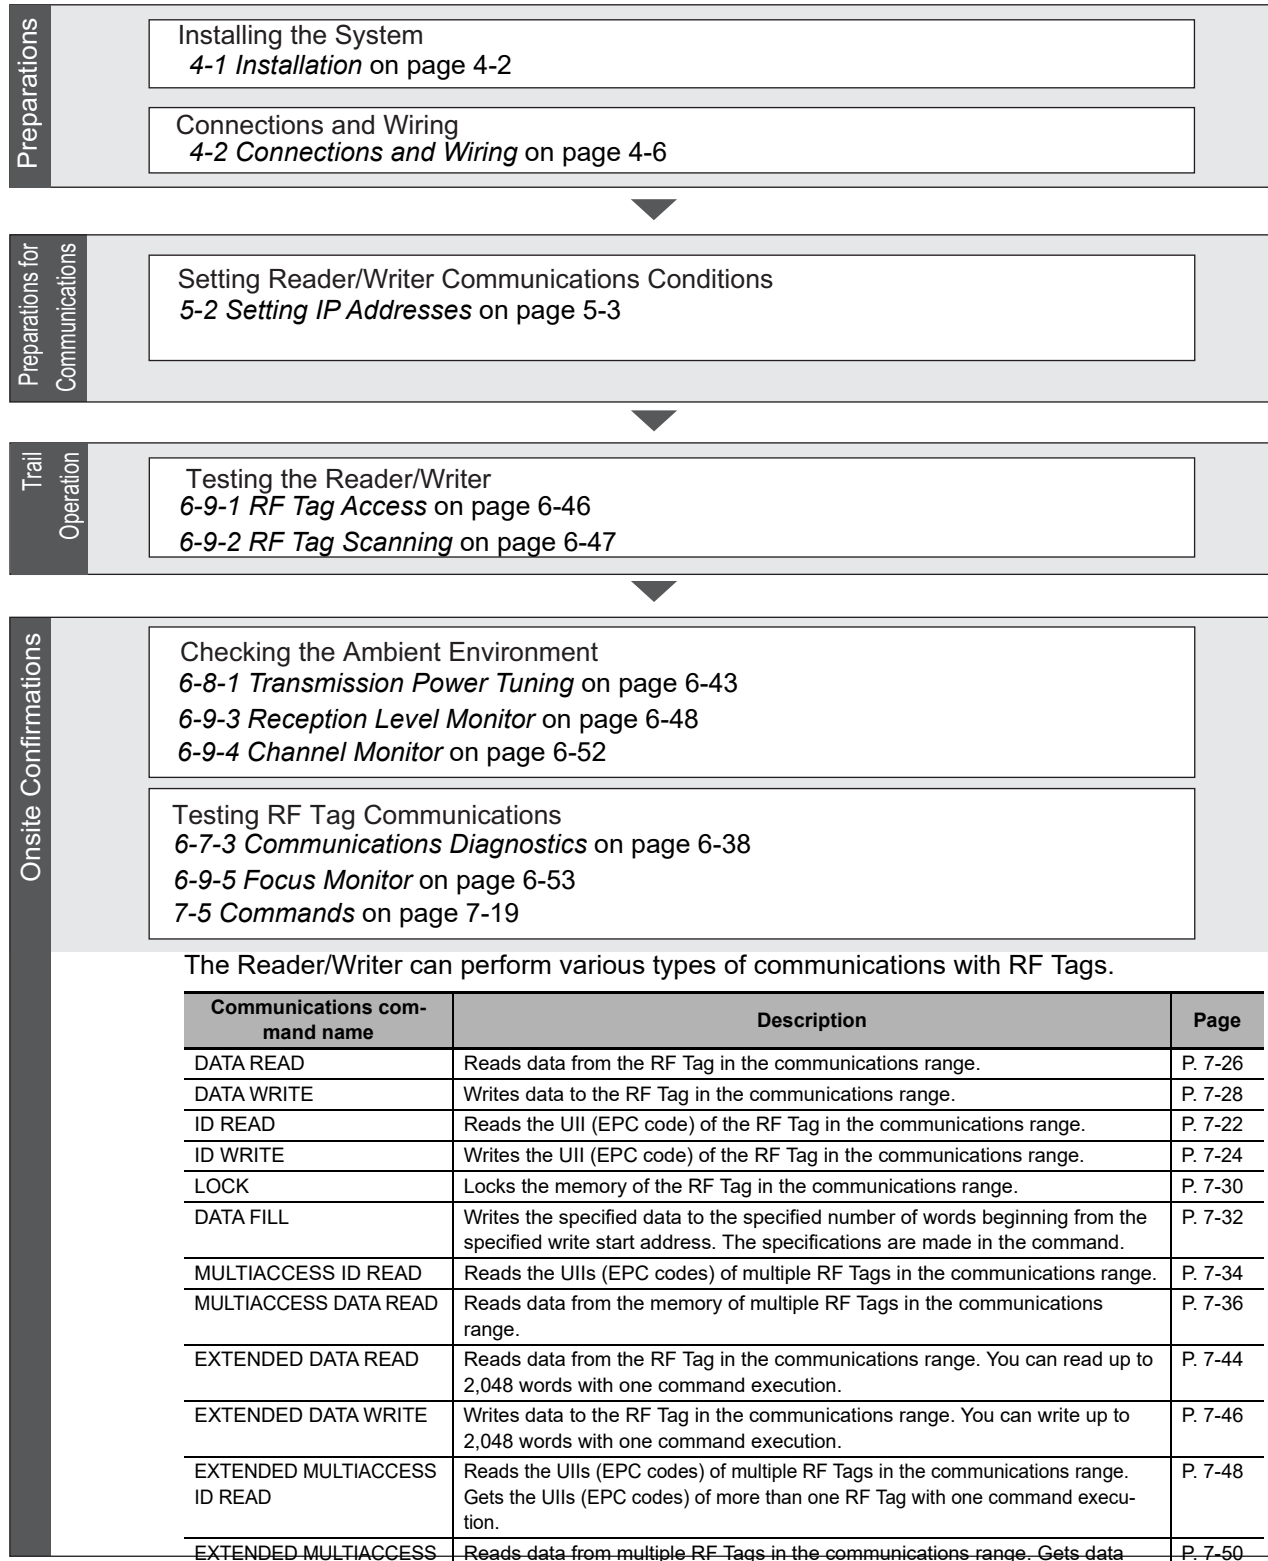 Preparations
Installing the System
4-1 Installation on page 4-2
Connections and Wiring
4-2 Connections and Wiring on page 4-6
Preparations for
Communications
Setting Reader/Writer Communications Conditions
5-2 Setting IP Addresses on page 5-3
Trail
Operation
Testing the Reader/Writer
6-9-1 RF Tag Access on page 6-46
6-9-2 RF Tag Scanning on page 6-47
Onsite Confirmations
Checking the Ambient Environment
6-8-1 Transmission Power Tuning on page 6-43
6-9-3 Reception Level Monitor on page 6-48
6-9-4 Channel Monitor on page 6-52
Testing RF Tag Communications
6-7-3 Communications Diagnostics on page 6-38
6-9-5 Focus Monitor on page 6-53
7-5 Commands on page 7-19
The Reader/Writer can perform various types of communications with RF Tags.
Communications com-
mand name
Description
Page
DATA READ
Reads data from the RF Tag in the communications range.
P. 7-26
DATA WRITE
Writes data to the RF Tag in the communications range.
P. 7-28
ID READ
Reads the UII (EPC code) of the RF Tag in the communications range.
P. 7-22
ID WRITE
Writes the UII (EPC code) of the RF Tag in the communications range.
P. 7-24
LOCK
Locks the memory of the RF Tag in the communications range.
P. 7-30
DATA FILL
Writes the specified data to the specified number of words beginning from the
specified write start address. The specifications are made in the command.
P. 7-32
MULTIACCESS ID READ
Reads the UIIs (EPC codes) of multiple RF Tags in the communications range.
P. 7-34
MULTIACCESS DATA READ
Reads data from the memory of multiple RF Tags in the communications
range.
P. 7-36
EXTENDED DATA READ
Reads data from the RF Tag in the communications range. You can read up to
2,048 words with one command execution.
P. 7-44
EXTENDED DATA WRITE
Writes data to the RF Tag in the communications range. You can write up to
2,048 words with one command execution.
P. 7-46
EXTENDED MULTIACCESS
ID READ
Reads the UIIs (EPC codes) of multiple RF Tags in the communications range.
Gets the UIIs (EPC codes) of more than one RF Tag with one command execu-
tion.
P. 7-48
EXTENDED MULTIACCESS
Reads data from multiple RF Tags in the communications range. Gets data
P. 7-50